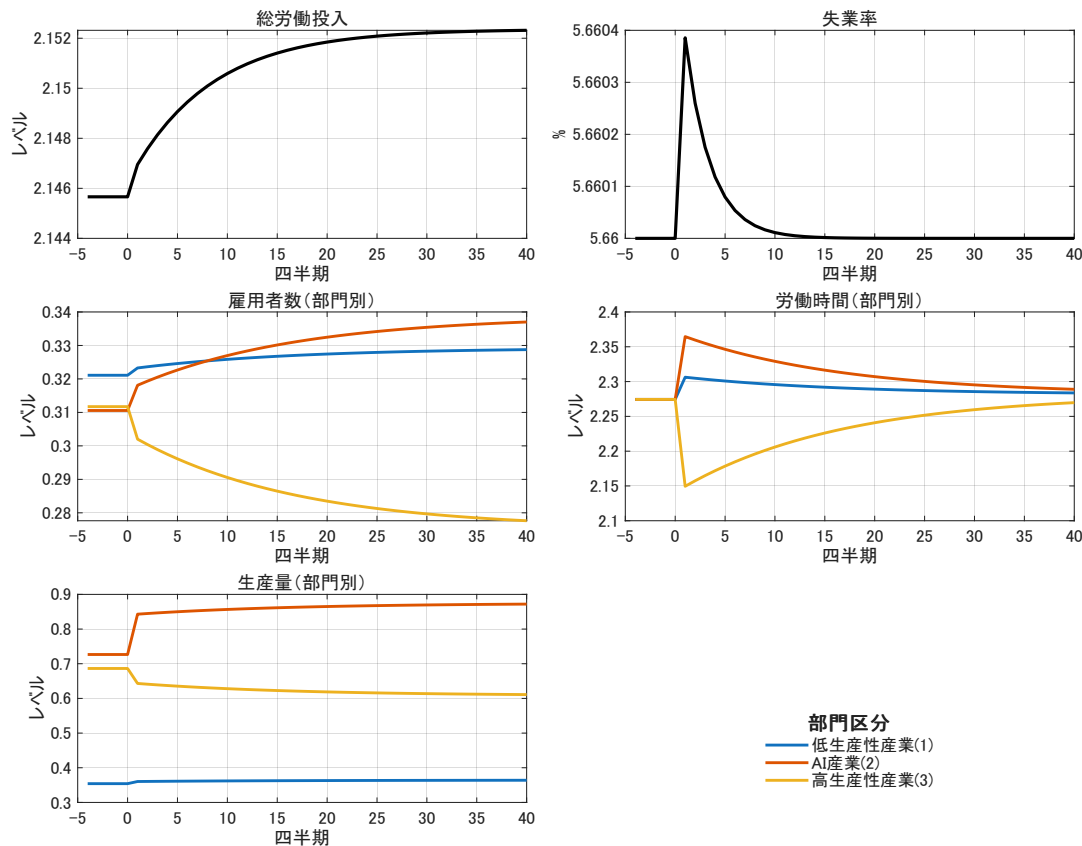 総労働投入
レベル
2.152
2.15
2.148
2.146
2.144
-5 0 5 10 15 20 25 30 35 40
四半期
失業率
%
5.6604
5.6603
5.6602
5.6601
5.66
-5 0 5 10 15 20 25 30 35 40
四半期
雇用者数(部門別)
レベル
0.34
0.33
0.32
0.31
0.3
0.29
0.28
-5 0 5 10 15 20 25 30 35 40
四半期
労働時間(部門別)
レベル
2.4
2.35
2.3
2.25
2.2
2.15
2.1
-5 0 5 10 15 20 25 30 35 40
四半期
生産量(部門別)
レベル
0.9
0.8
0.7
0.6
0.5
0.4
0.3
-5 0 5 10 15 20 25 30 35 40
四半期
部門区分
低生産性産業(1)
AI産業(2)
高生産性産業(3)